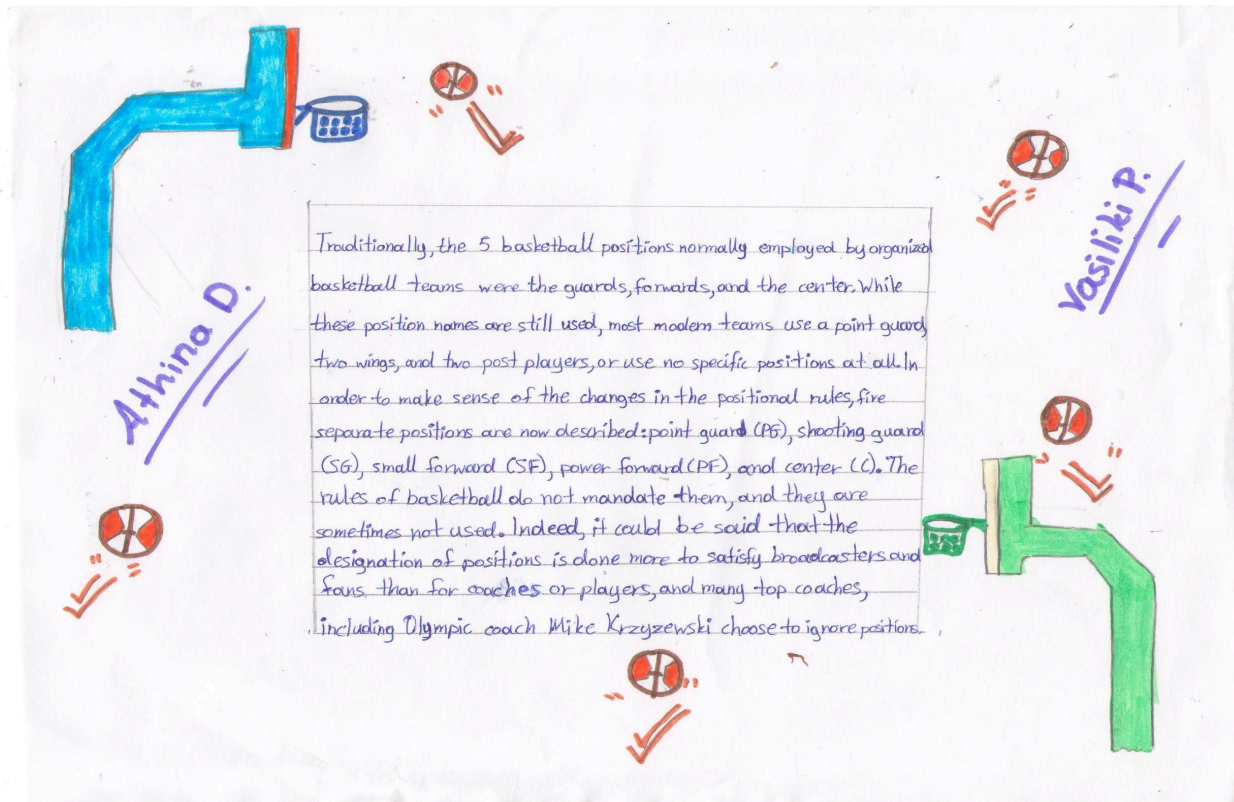 Traditionally, the 5 basketball positions normally employed by organized
basketball teams were the guards, forwards, and the center. While
these position names are still used, most modern teams use a point guard,
two wings, and two post players, or use no specific positions at all. In
order to make sense of the changes in the positional rules, five
separate positions are now described: point guard (PG), shooting guard
(SG), small forward (SF), power forward (PF), and center (C). The
rules of basketball do not mandate them, and they are
sometimes not used. Indeed, it could be said that the
designation of positions is done more to satisfy broadcasters and
fans, than for coaches or players, and many top coaches,
including Olympic coach Mike Krzyzewski choose to ignore positions.
Athina D.
Vasiliki P.